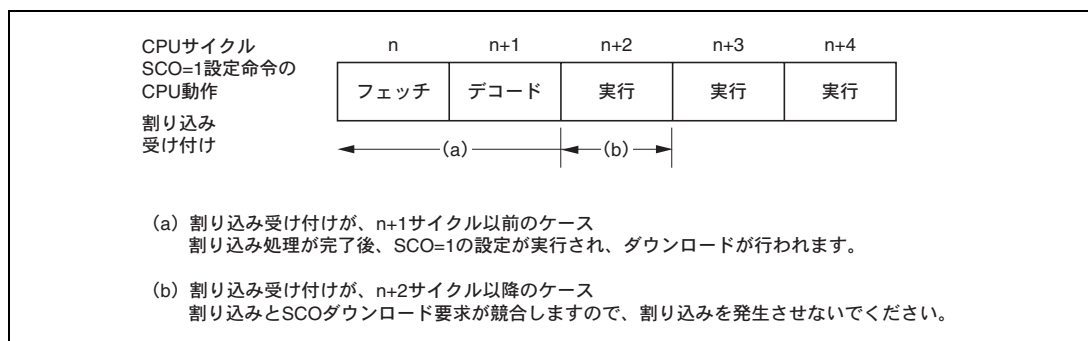 CPUサイクル n n+1 n+2 n+3 n+4
SCO=1設定命令の
CPU動作 フェッチ デコード 実行 実行 実行
割り込み
受け付け (a) (b)
(a) 割り込み受け付けが、n+1サイクル以前のケース
割り込み処理が完了後、SCO=1の設定が実行され、ダウンロードが行われます。
(b) 割り込み受け付けが、n+2サイクル以降のケース
割り込みとSCOダウンロード要求が競合しますので、割り込みを発生させないでください。